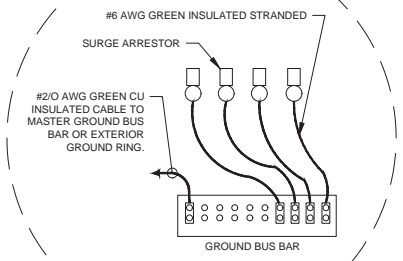 #6 AWG GREEN INSULATED STRANDED
SURGE ARRESTOR
#2/O AWG GREEN CU
INSULATED CABLE TO
MASTER GROUND BUS
BAR OR EXTERIOR
GROUND RING.
GROUND BUS BAR